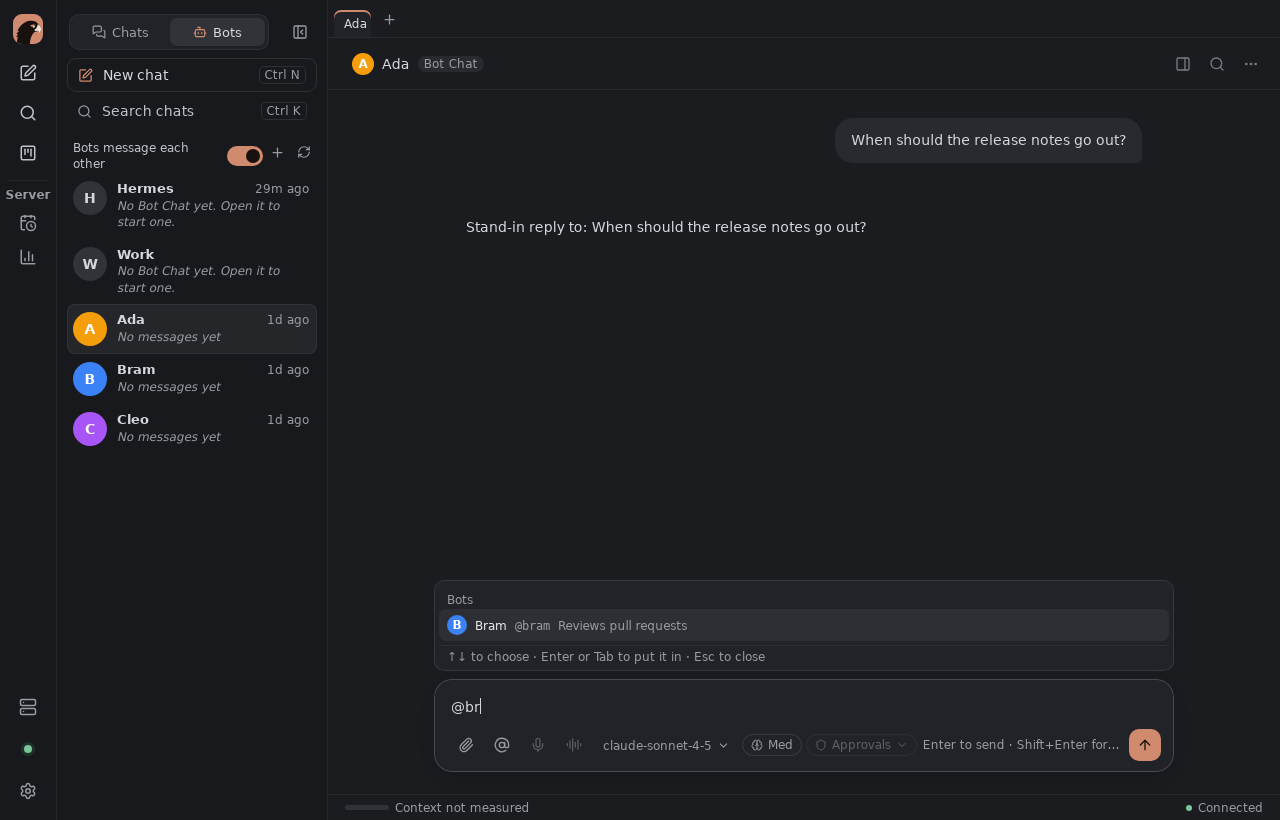 Chats
Bots
New chat
Ctrl N
Search chats
Ctrl K
Bots message each
other
Server
H
Hermes
29m ago
No Bot Chat yet. Open it to
start one.
W
Work
No Bot Chat yet. Open it to
start one.
A
Ada
1d ago
No messages yet
B
Bram
1d ago
No messages yet
C
Cleo
1d ago
No messages yet
Ada
A
Ada
Bot Chat
When should the release notes go out?
Stand-in reply to: When should the release notes go out?
Bots
B
Bram @bram Reviews pull requests
↑↓ to choose · Enter or Tab to put it in · Esc to close
@br
claude-sonnet-4-5
Med
Approvals
Enter to send · Shift+Enter for…
Context not measured
Connected